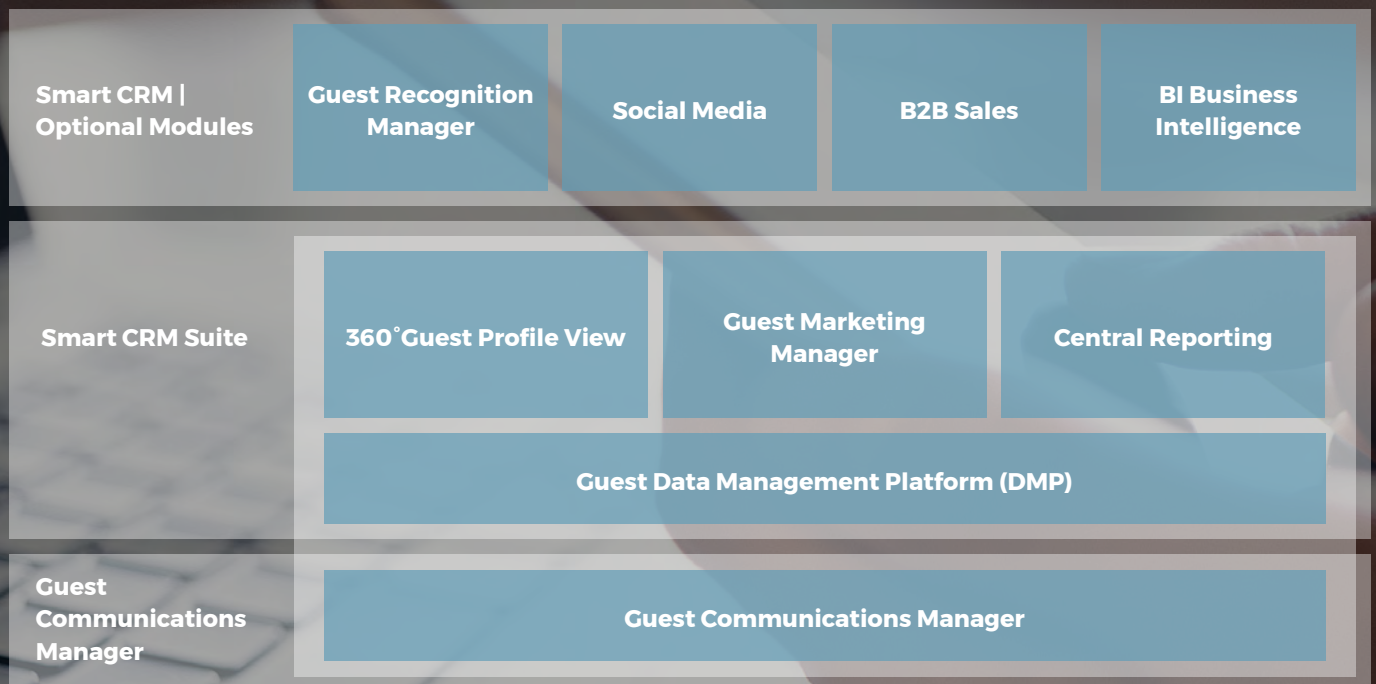 Smart CRM |
Optional Modules
Guest Recognition
Manager
Social Media
B2B Sales
BI Business
Intelligence
Smart CRM Suite
360°Guest Profile View
Guest Marketing
Manager
Central Reporting
Guest Data Management Platform (DMP)
Guest
Communications
Manager
Guest Communications Manager